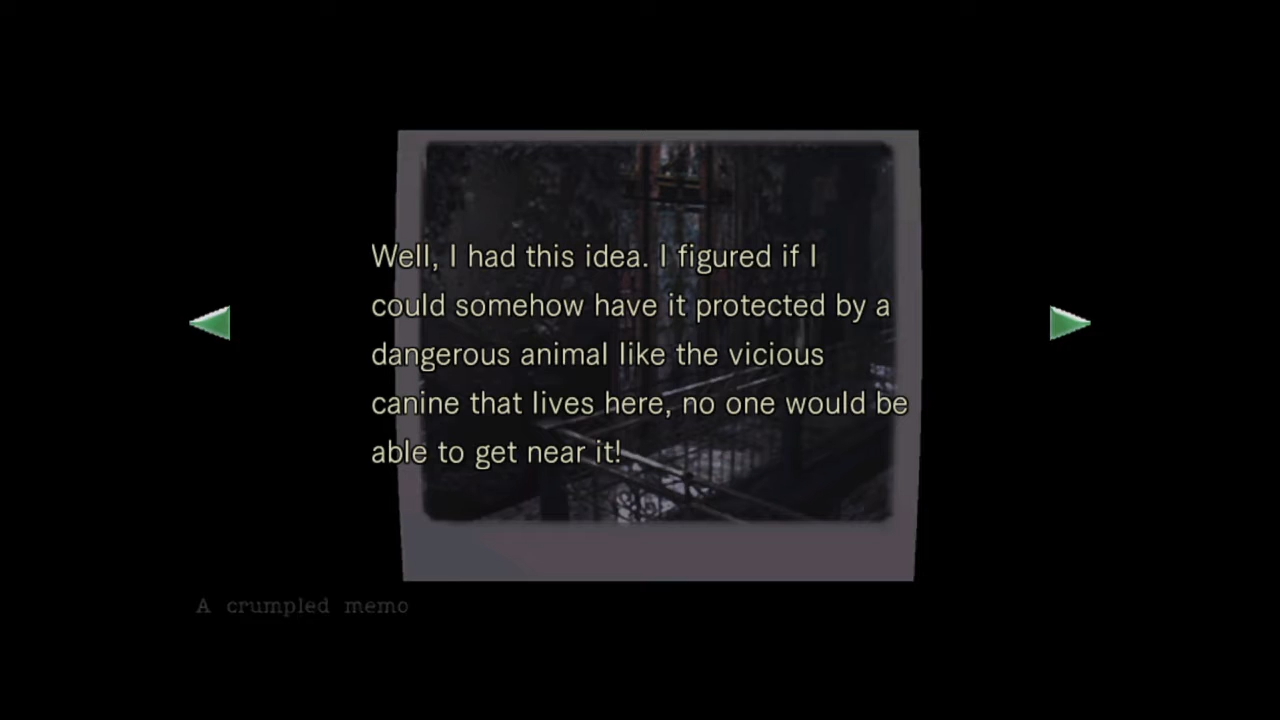 Well, I had this idea. I figured if I
could somehow have it protected by a
dangerous animal like the vicious
canine that lives here, no one would be
able to get near it!
A crumpled memo